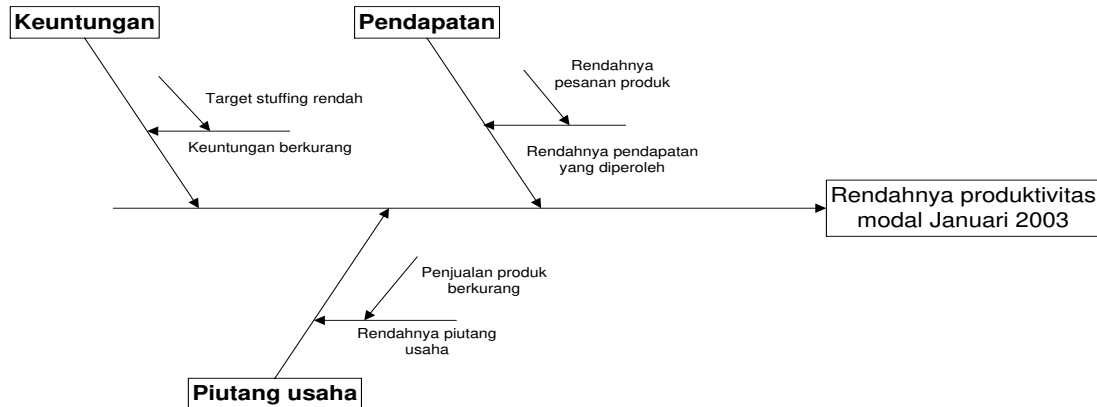 Keuntungan
Pendapatan
Rendahnya
pesanan produk
Target stuffing rendah
Keuntungan berkurang
Rendahnya pendapatan
yang diperoleh
Rendahnya produktivitas
modal Januari 2003
Penjualan produk
berkurang
Rendahnya piutang
usaha
Piutang usaha